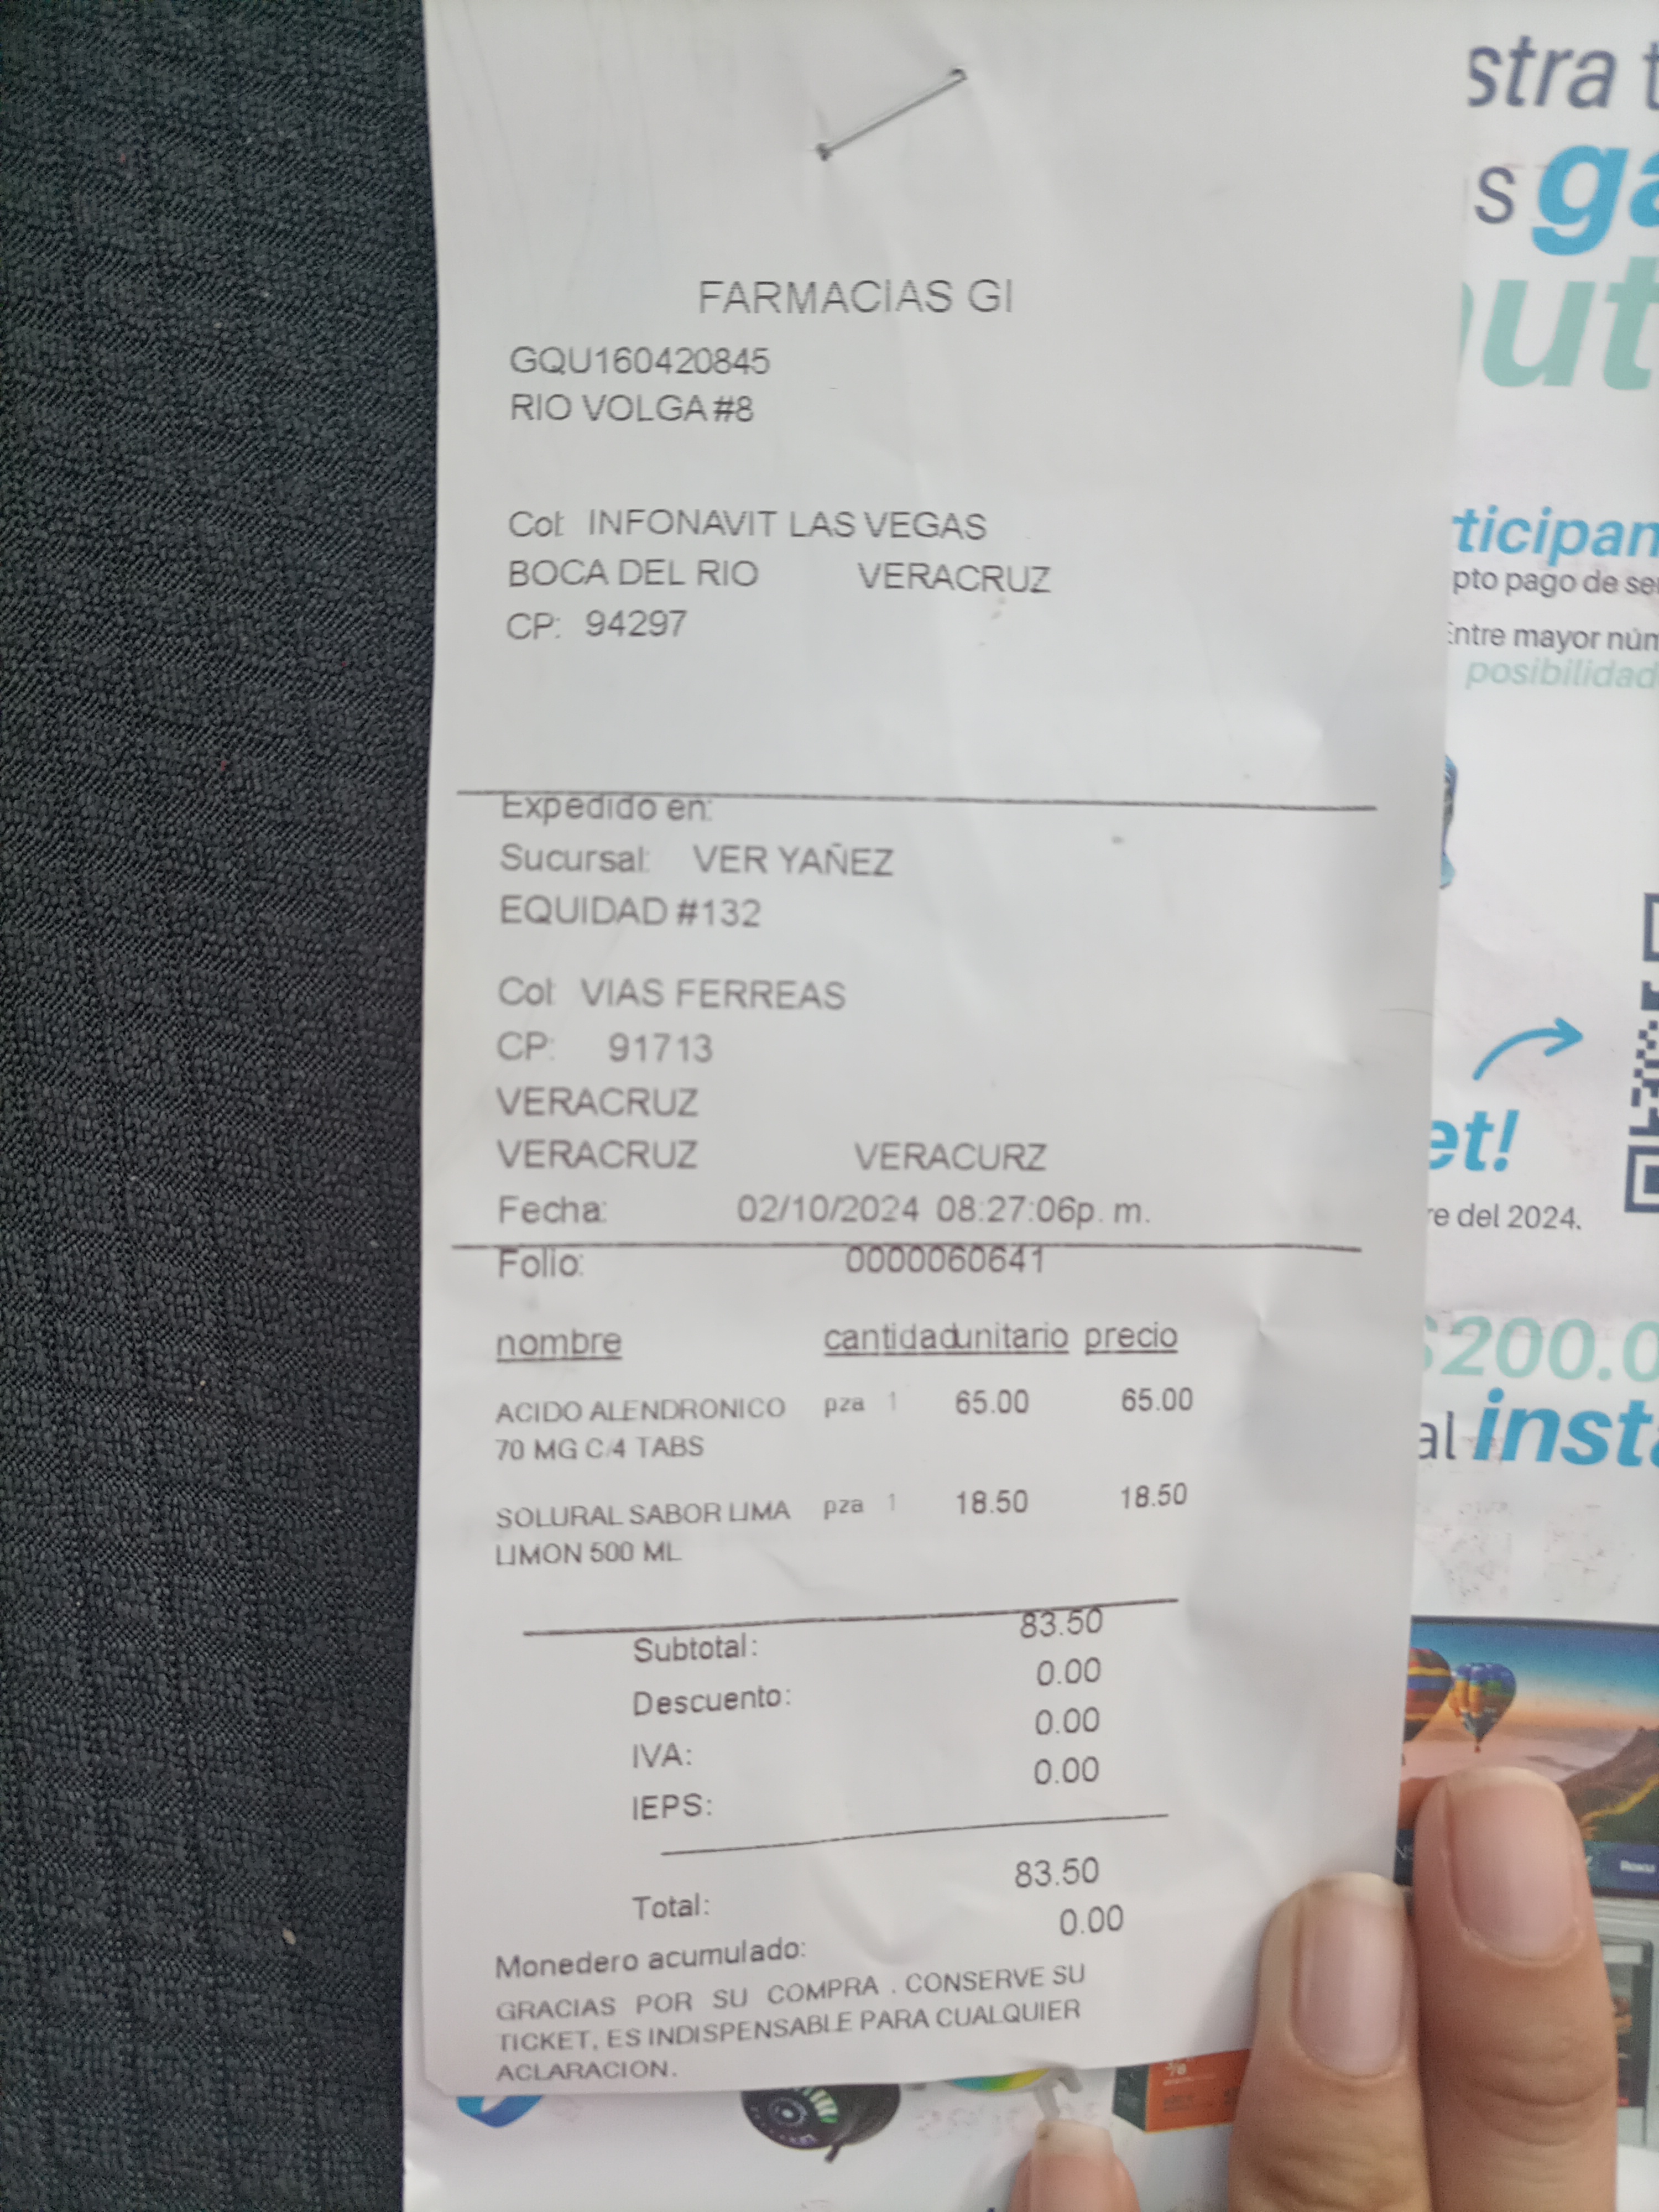 FARMACIAS GI
GQU160420845
RIO VOLGA #8
Col: INFONAVIT LAS VEGAS
BOCA DEL RIO VERACRUZ
CP: 94297
Expedido en:
Sucursal: VER YAÑEZ
EQUIDAD #132
Col: VIAS FERREAS
CP: 91713
VERACRUZ
VERACRUZ VERACURZ
Fecha: 02/10/2024 08:27:06p. m.
Folio: 0000060641
nombre cantidad unitario precio
ACIDO ALENDRONICO pza 1 65.00 65.00
70 MG C/4 TABS
SOLURAL SABOR LIMA pza 1 18.50 18.50
LIMON 500 ML
Subtotal: 83.50
Descuento: 0.00
IVA: 0.00
IEPS: 0.00
Total: 83.50
Monedero acumulado: 0.00
GRACIAS POR SU COMPRA . CONSERVE SU
TICKET, ES INDISPENSABLE PARA CUALQUIER
ACLARACION.
stra t
s ga
ut
ticipan
pto pago de se
Entre mayor núm
posibilidad
et!
re del 2024.
$200.0
al insta
Roku